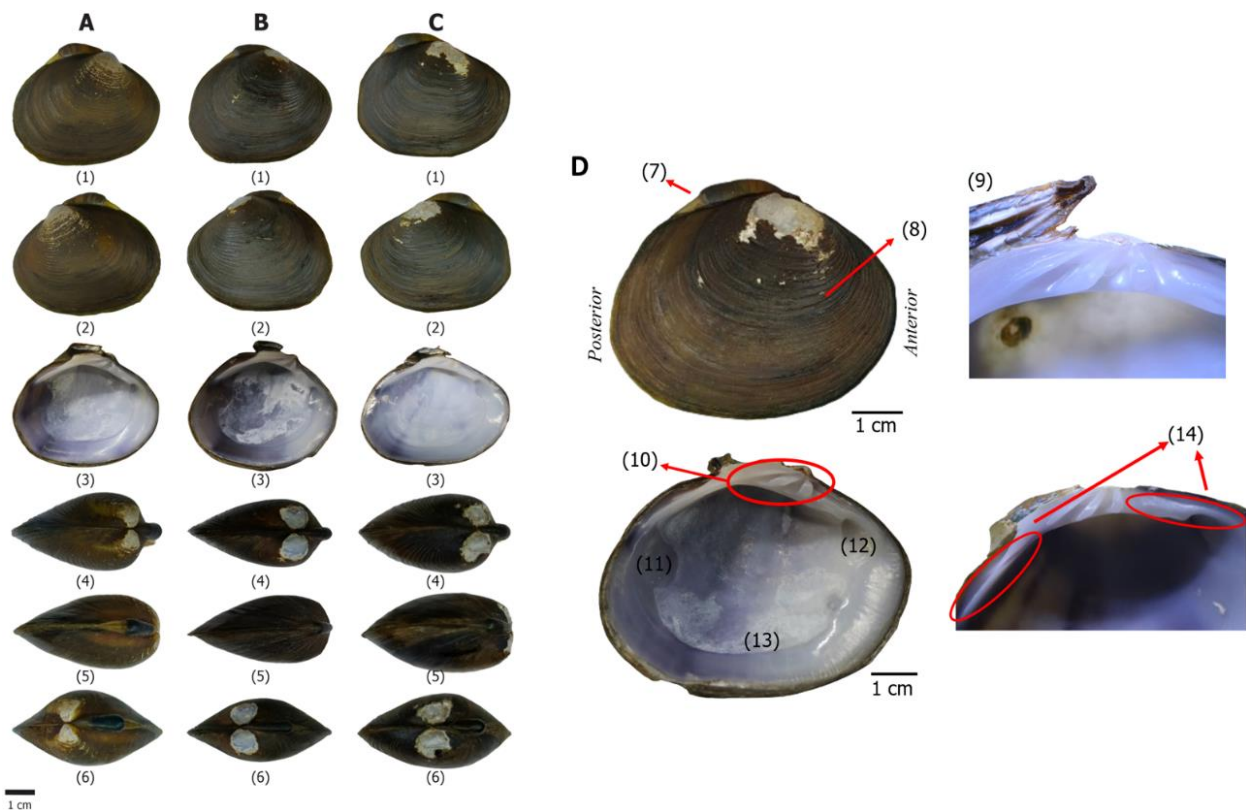 A B C
(1) (1) (1)
(2) (2) (2)
(3) (3) (3)
(4) (4) (4)
(5) (5) (5)
(6) (6) (6)
1 cm
D
(7)
(8)
Posterior
Anterior
1 cm
(9)
(10)
(11)
(12)
(13)
1 cm
(14)